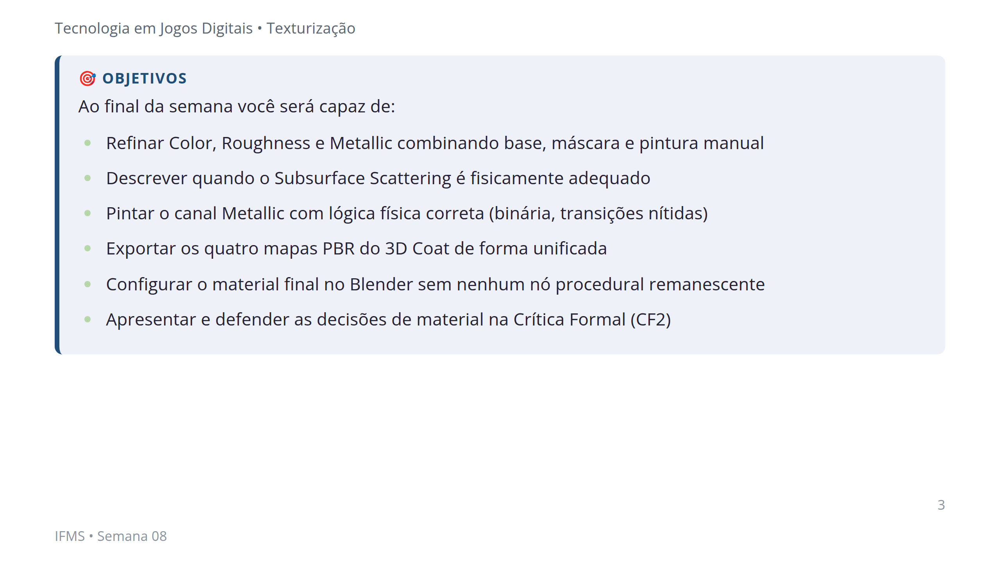 Tecnologia em Jogos Digitais • Texturização
🎯 OBJETIVOS
Ao final da semana você será capaz de:
• Refinar Color, Roughness e Metallic combinando base, máscara e pintura manual
• Descrever quando o Subsurface Scattering é fisicamente adequado
• Pintar o canal Metallic com lógica física correta (binária, transições nítidas)
• Exportar os quatro mapas PBR do 3D Coat de forma unificada
• Configurar o material final no Blender sem nenhum nó procedural remanescente
• Apresentar e defender as decisões de material na Crítica Formal (CF2)
3
IFMS • Semana 08